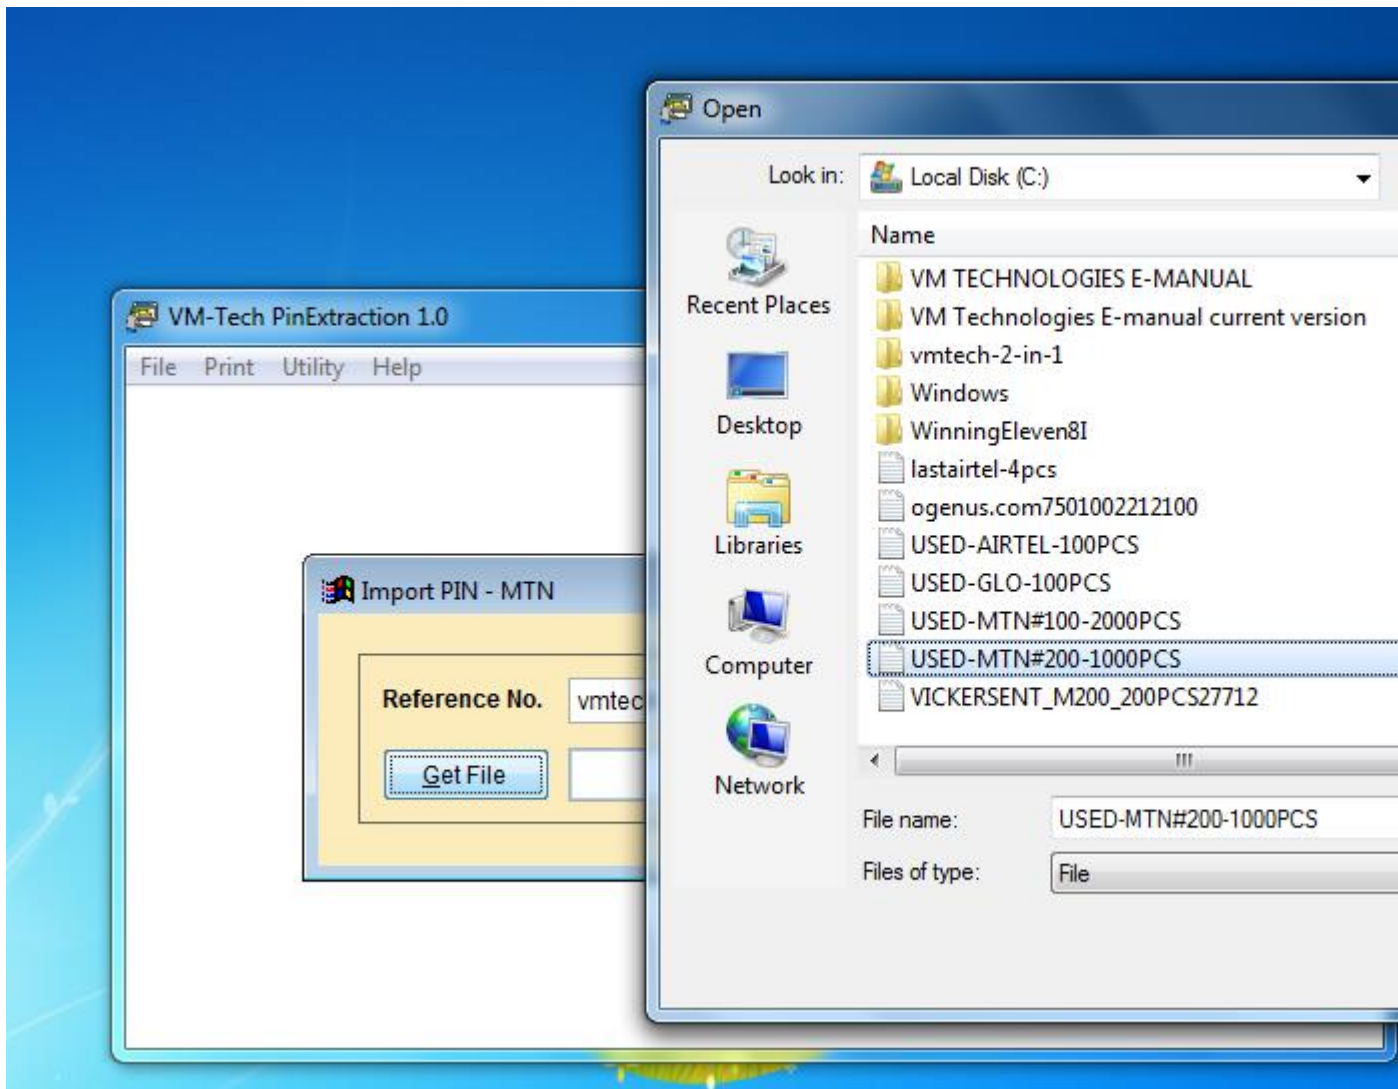 Open
Look in:
Local Disk (C:)
Name
VM TECHNOLOGIES E-MANUAL
VM Technologies E-manual current version
vmtech-2-in-1
Windows
WinningEleven8I
lastairtel-4pcs
ogenus.com7501002212100
USED-AIRTEL-100PCS
USED-GLO-100PCS
USED-MTN#100-2000PCS
USED-MTN#200-1000PCS
VICKERSENT_M200_200PCS27712
Recent Places
Desktop
Libraries
Computer
Network
File name:
USED-MTN#200-1000PCS
Files of type:
File
VM-Tech PinExtraction 1.0
File Print Utility Help
Import PIN - MTN
Reference No.
vmtec
Get File